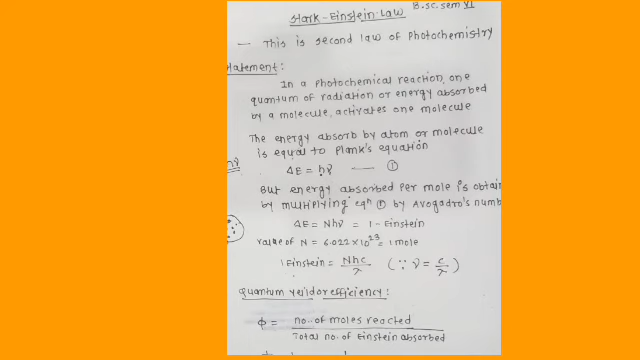 Stark-Einstein Law B.sc.sem VI
— This is second law of Photochemistry
statement:
In a photochemical reaction, one
quantum of radiation or energy absorbed
by a molecule, activates one molecule
The energy absorb by atom or molecule
is equal to Plank's equation
ΔE = hν — ①
But energy absorbed per mole is obtain
by multiplying eqⁿ ① by Avogadro's numb
ΔE = Nhν = 1-Einstein
value of N = 6.022×10²³ = 1 mole
1 Einstein = Nhc/λ (∵ ν = c/λ)
Quantum yeild or efficiency:
ϕ = no. of moles reacted
Total no. of Einstein absorbed